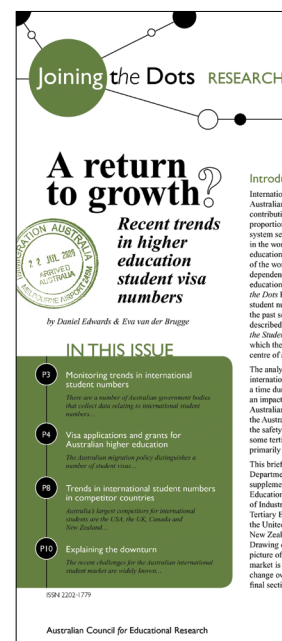 Joining the Dots RESEARCH
A return
to growth?
Recent trends
in higher
education
student visa
numbers
by Daniel Edwards & Eva van der Brugge
IN THIS ISSUE
P3 Monitoring trends in international
student numbers
There are a number of Australian government bodies
that collect data relating to international student
numbers…
P4 Visa applications and grants for
Australian higher education
The Australian migration policy distinguishes a
number of student visas…
P8 Trends in international student numbers
in competitor countries
Australia's largest competitors for international
students are the USA, the UK, Canada and
New Zealand…
P10 Explaining the downturn
The recent challenges for the Australian international
student market are widely known…
ISSN 2202-1779
Australian Council for Educational Research
AUSTRALIA
ARRIVED
AUSTRALIA
MELBOURNE AIRPORT
Introdu
Internatio
Australian
contributi
proportio
system se
in the wor
education
of the wor
dependen
education
the Dots
student nu
the past s
described
the Studen
which the
centre of
The analy
internatio
a time du
an impact
Australian
the Austra
the safety
some terti
primarily
This brief
Departme
suppleme
Education
of Industr
Tertiary E
the United
New Zeal
Drawing
picture of
market is
change ov
final secti